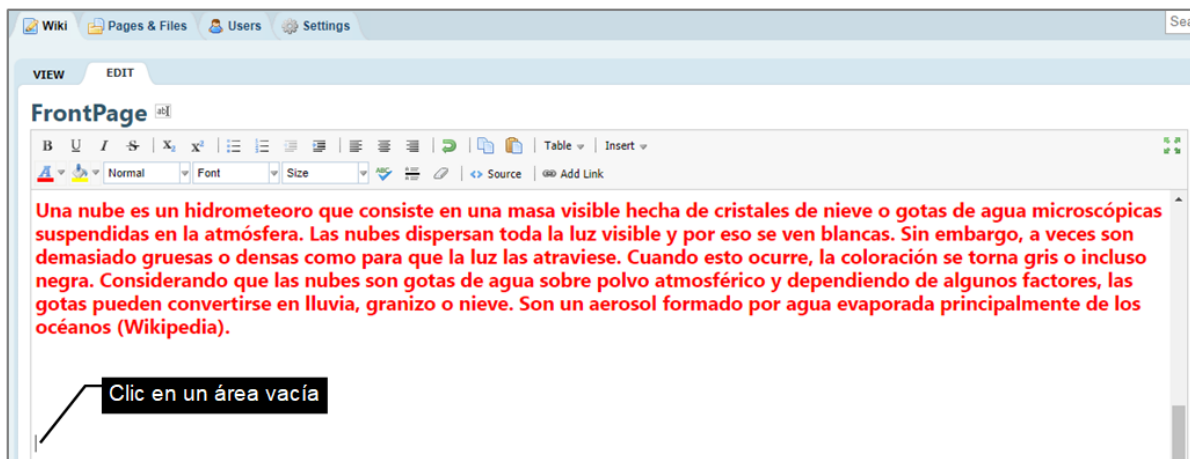 Wiki Pages & Files Users Settings Sea
VIEW EDIT
FrontPage ab
B U I S X₂ x² Table Insert
A Normal Font Size ABC Source Add Link
Una nube es un hidrometeoro que consiste en una masa visible hecha de cristales de nieve o gotas de agua microscópicas
suspendidas en la atmósfera. Las nubes dispersan toda la luz visible y por eso se ven blancas. Sin embargo, a veces son
demasiado gruesas o densas como para que la luz las atraviese. Cuando esto ocurre, la coloración se torna gris o incluso
negra. Considerando que las nubes son gotas de agua sobre polvo atmosférico y dependiendo de algunos factores, las
gotas pueden convertirse en lluvia, granizo o nieve. Son un aerosol formado por agua evaporada principalmente de los
océanos (Wikipedia).
Clic en un área vacía